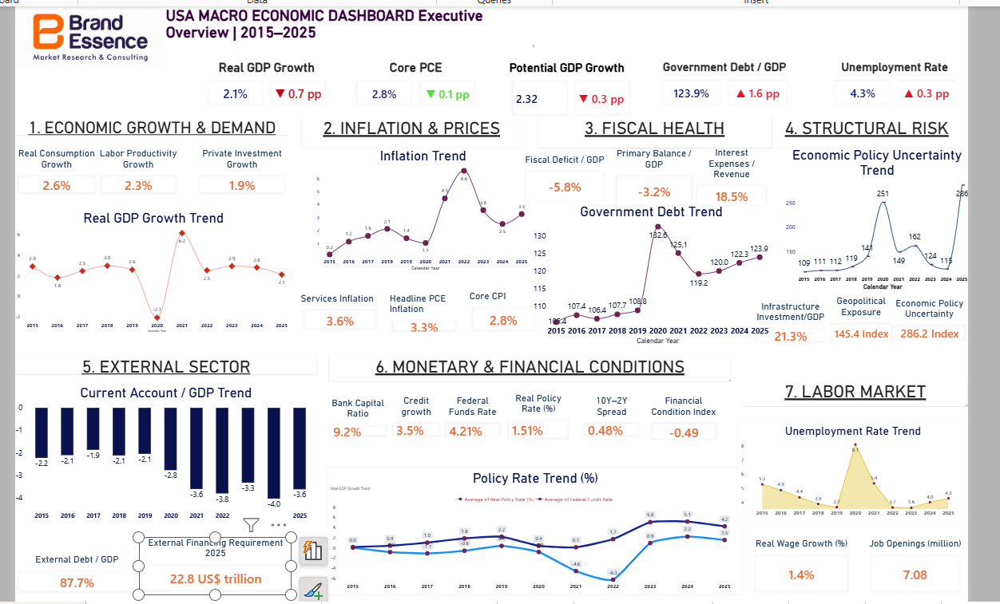 Data
Queries
Insert
Brand
Essence
Market Research & Consulting
USA MACRO ECONOMIC DASHBOARD Executive
Overview | 2015–2025
Real GDP Growth
2.1%
▼ 0.7 pp
Core PCE
2.8%
▼ 0.1 pp
Potential GDP Growth
2.32
▼ 0.3 pp
Government Debt / GDP
123.9%
▲ 1.6 pp
Unemployment Rate
4.3%
▲ 0.3 pp
1. ECONOMIC GROWTH & DEMAND
Real Consumption
Growth
2.6%
Labor Productivity
Growth
2.3%
Private Investment
Growth
1.9%
Real GDP Growth Trend
6
4
2
0
-2
2.9
1.8
2.5
3.0
2.6
-2.1
6.2
2.5
2.9
2.8
2.1
2015 2016 2017 2018 2019 2020 2021 2022 2023 2024 2025
Calendar Year
2. INFLATION & PRICES
Inflation Trend
6
5
4
3
2
1
0.2
1.2
1.6
2.1
1.4
1.1
4.5
6.6
3.6
2.5
3.3
2015 2016 2017 2018 2019 2020 2021 2022 2023 2024 2025
Calendar Year
Services Inflation
3.6%
Headline PCE
Inflation
3.3%
Core CPI
2.8%
3. FISCAL HEALTH
Fiscal Deficit / GDP
-5.8%
Primary Balance /
GDP
-3.2%
Interest
Expenses /
Revenue
18.5%
Government Debt Trend
130
125
120
115
110
105.4
107.4
106.4
107.7
108.8
132.6
125.1
119.2
120.0
122.3
123.9
2015 2016 2017 2018 2019 2020 2021 2022 2023 2024 2025
Calendar Year
4. STRUCTURAL RISK
Economic Policy Uncertainty
Trend
250
200
150
109
111
112
119
141
251
149
162
124
115
286
2015 2016 2017 2018 2019 2020 2021 2022 2023 2024 2025
Calendar Year
Infrastructure
Investment/GDP
21.3%
Geopolitical
Exposure
145.4 Index
Economic Policy
Uncertainty
286.2 Index
5. EXTERNAL SECTOR
Current Account / GDP Trend
0
-1
-2
-3
-4
-2.2
-2.1
-1.9
-2.1
-2.1
-2.8
-3.6
-3.8
-3.3
-4.0
-3.6
2015 2016 2017 2018 2019 2020 2021 2022 2025
External Debt / GDP
87.7%
External Financing Requirement
2025
22.8 US$ trillion
6. MONETARY & FINANCIAL CONDITIONS
Bank Capital
Ratio
9.2%
Credit
growth
3.5%
Federal
Funds Rate
4.21%
Real Policy
Rate (%)
1.51%
10Y–2Y
Spread
0.48%
Financial
Condition Index
-0.49
Policy Rate Trend (%)
Real GDP Growth Trend
Average of Real Policy Rate (%)
Average of Federal Funds Rate
8
6
4
2
0
-2
-4
-6
0.0
0.4
1.0
1.8
2.2
0.4
0.1
1.7
5.0
5.1
4.2
-1.1
-0.6
-4.6
-6.3
0.9
2.2
1.5
2015 2016 2017 2018 2019 2020 2021 2022 2023 2024 2025
7. LABOR MARKET
Unemployment Rate Trend
8
7
6
5
4
5.3
4.9
4.4
3.9
3.7
8.1
5.4
3.7
3.6
4.0
4.3
2015 2016 2017 2018 2019 2020 2021 2022 2023 2024 2025
Real Wage Growth (%)
1.4%
Job Openings (million)
7.08